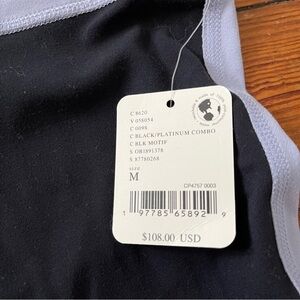 C 8620
V 058054
C 0098
C BLACK/PLATINUM COMBO
C BLK MOTIF
S OB1891378
S 87780268
size
M
CP4757 0003
1 97785 65892 9
$108.00 USD